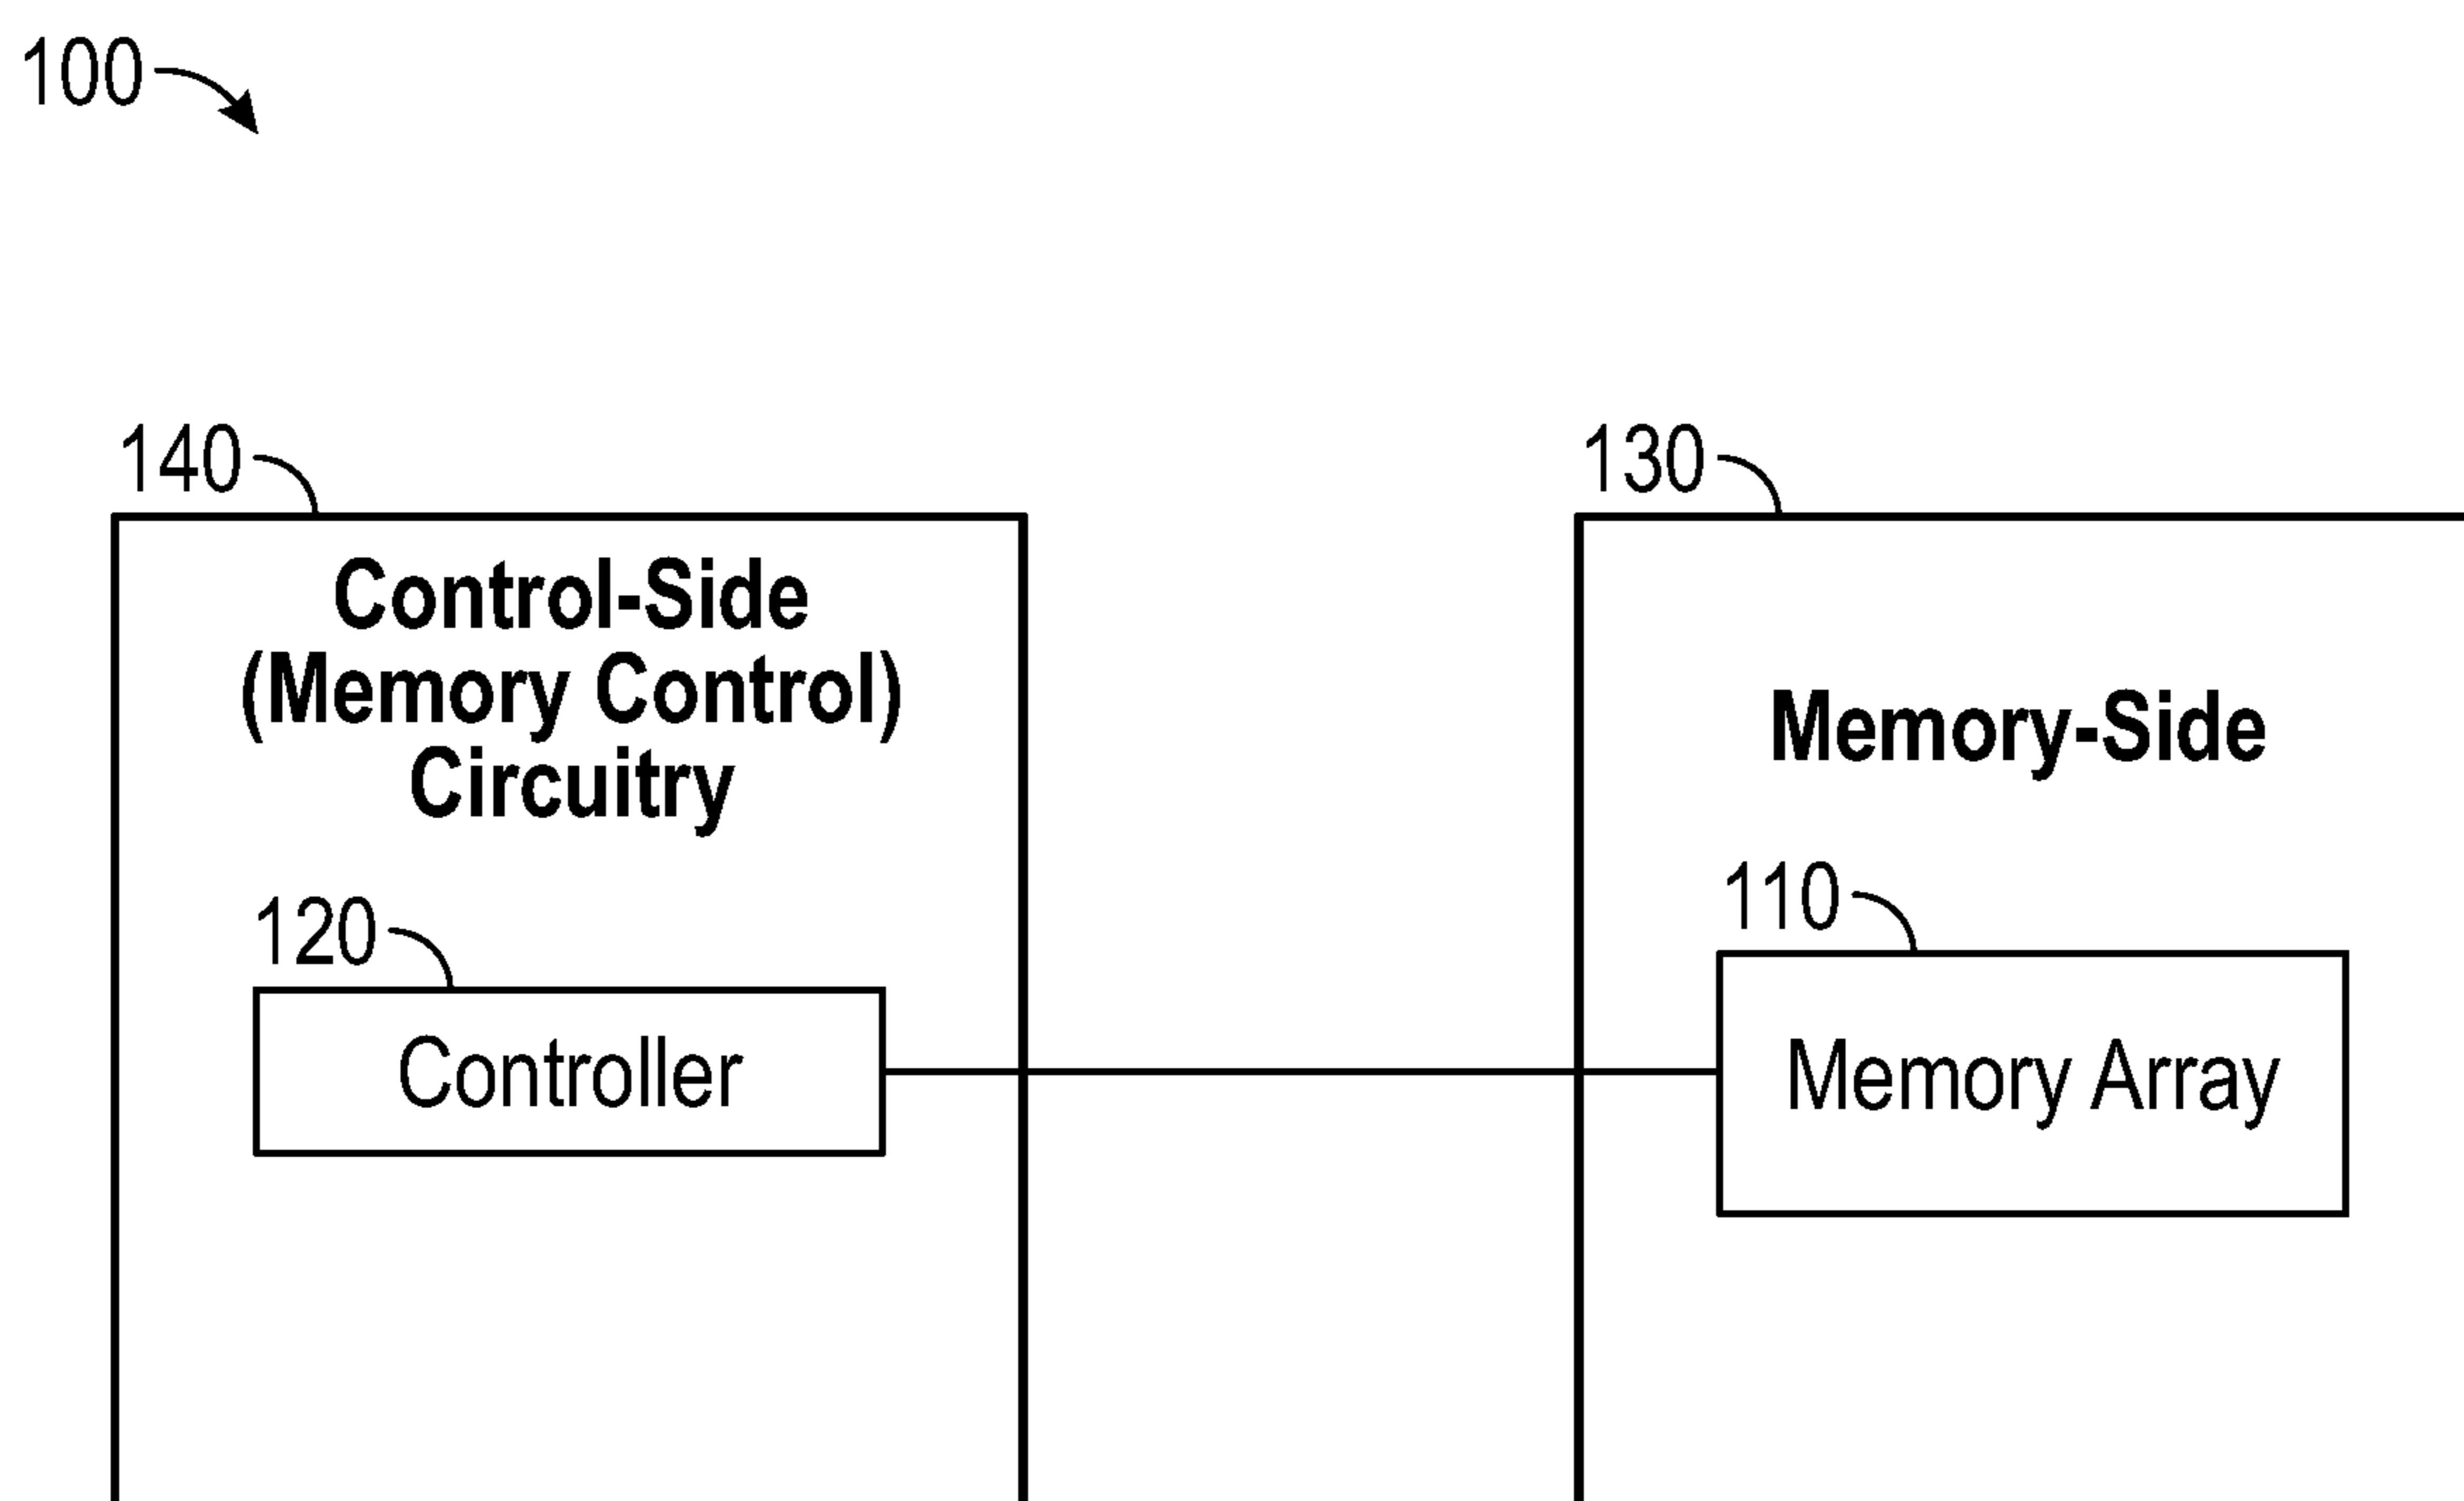 100
140
Control-Side
(Memory Control)
Circuitry
120
Controller
130
Memory-Side
110
Memory Array